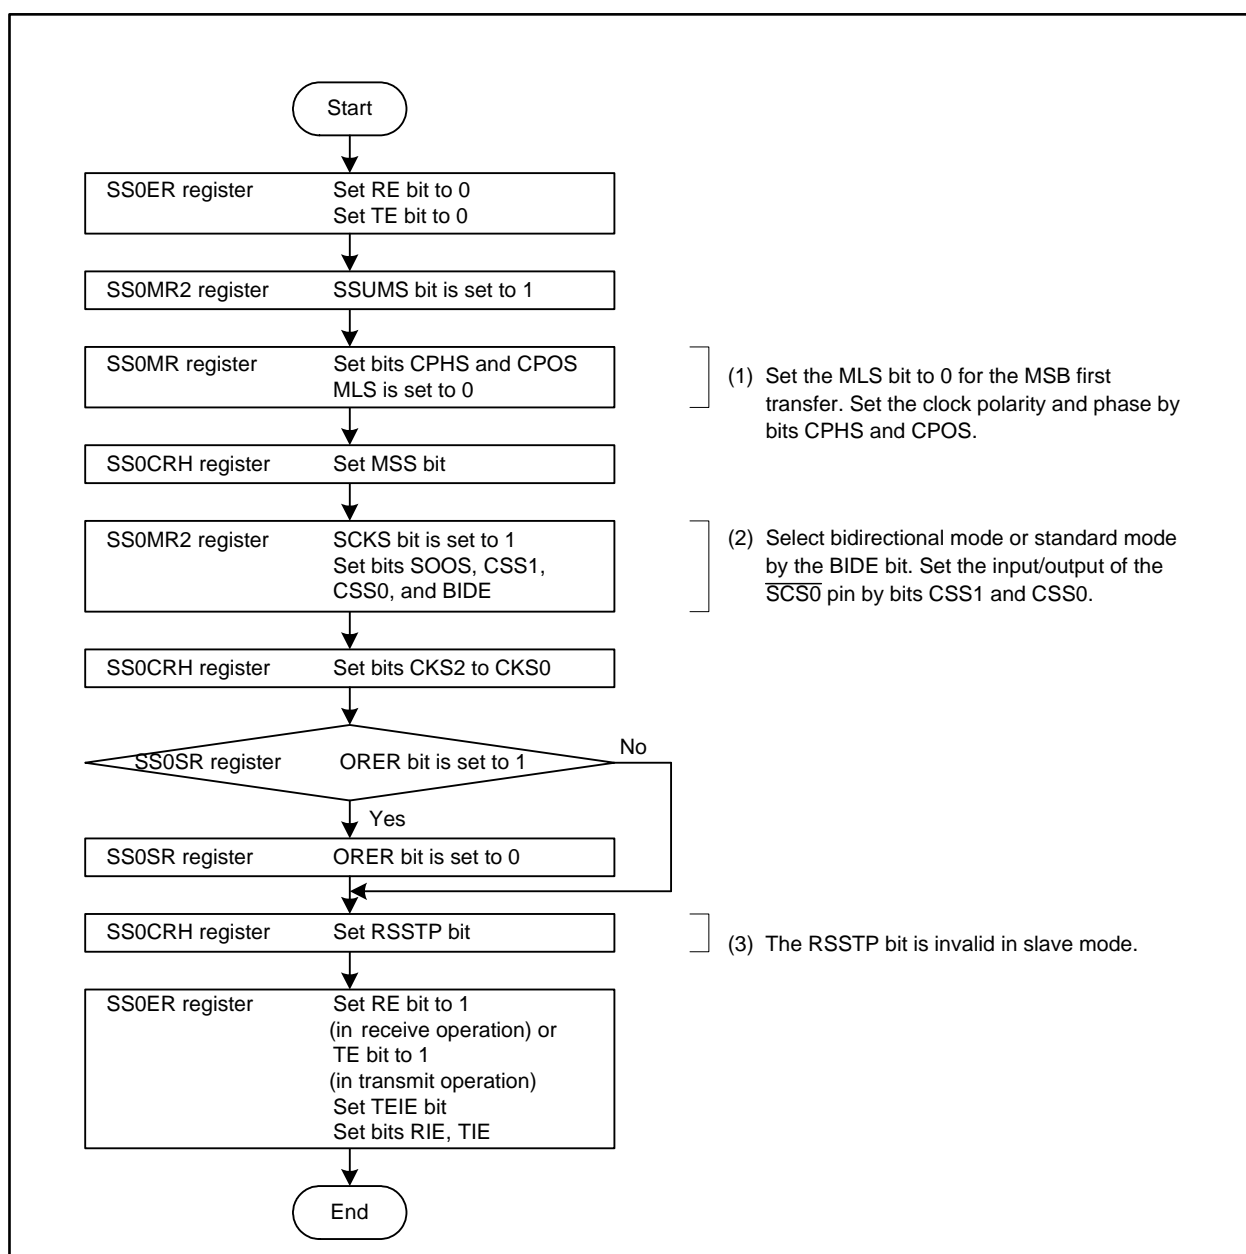 Start
SS0ER register Set RE bit to 0
Set TE bit to 0
SS0MR2 register SSUMS bit is set to 1
SS0MR register Set bits CPHS and CPOS
MLS is set to 0
(1) Set the MLS bit to 0 for the MSB first
transfer. Set the clock polarity and phase by
bits CPHS and CPOS.
SS0CRH register Set MSS bit
SS0MR2 register SCKS bit is set to 1
Set bits SOOS, CSS1,
CSS0, and BIDE
(2) Select bidirectional mode or standard mode
by the BIDE bit. Set the input/output of the
S̅C̅S̅0̅ pin by bits CSS1 and CSS0.
SS0CRH register Set bits CKS2 to CKS0
SS0SR register ORER bit is set to 1
No
Yes
SS0SR register ORER bit is set to 0
SS0CRH register Set RSSTP bit
(3) The RSSTP bit is invalid in slave mode.
SS0ER register Set RE bit to 1
(in receive operation) or
TE bit to 1
(in transmit operation)
Set TEIE bit
Set bits RIE, TIE
End